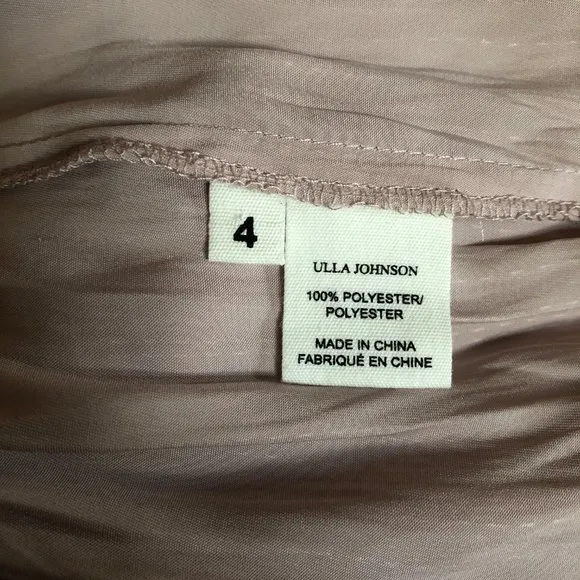 4
ULLA JOHNSON
100% POLYESTER/
POLYESTER
MADE IN CHINA
FABRIQUÉ EN CHINE